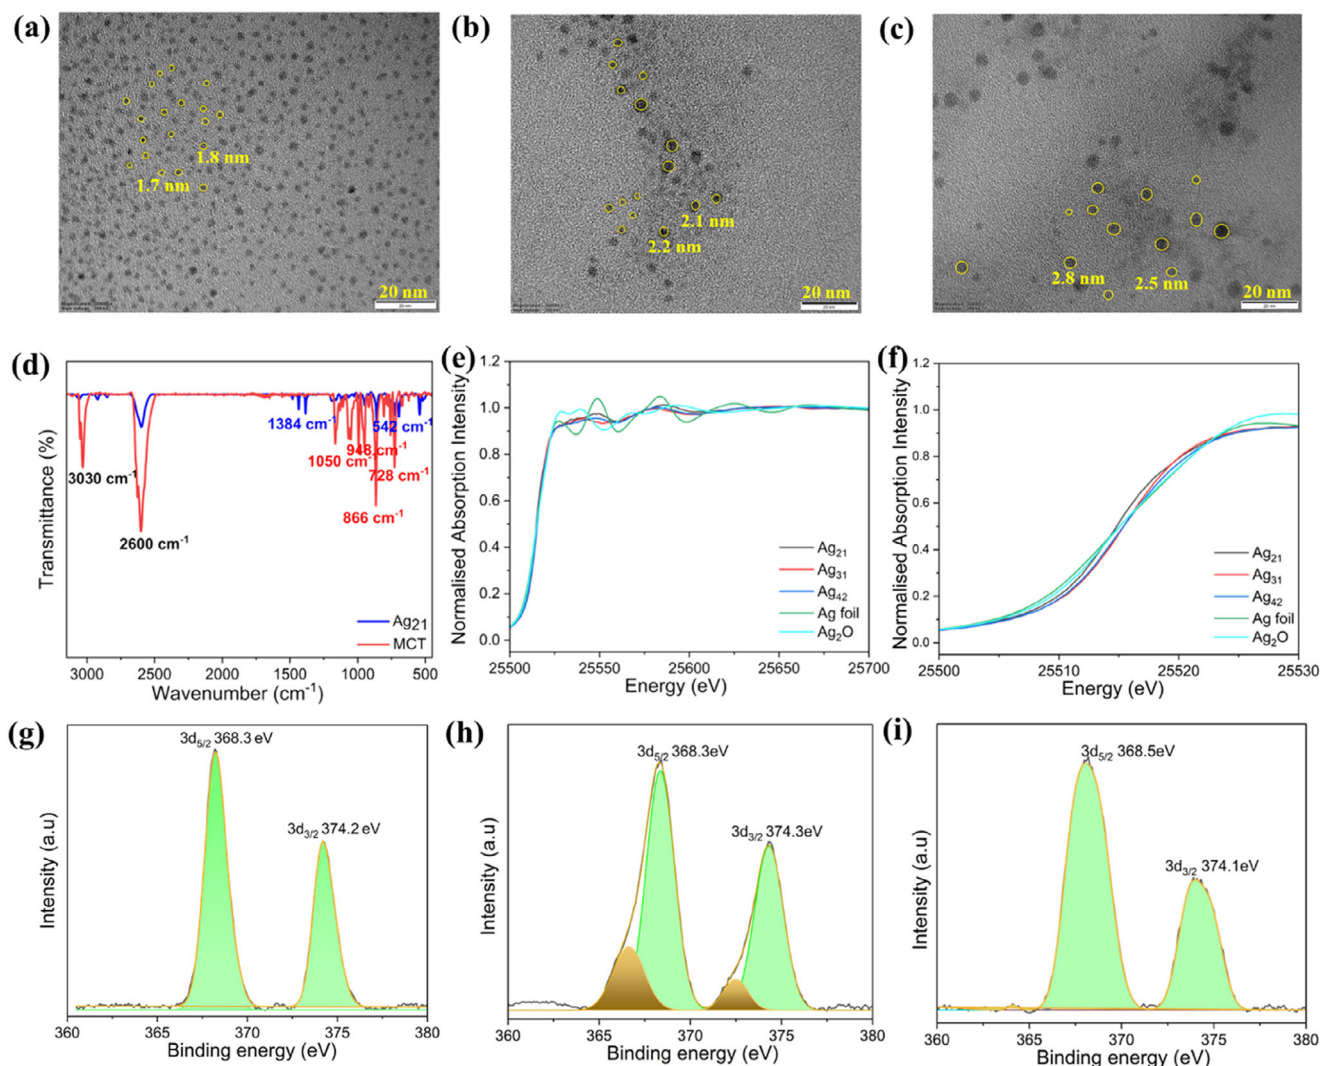 (a)
1.8 nm
1.7 nm
20 nm
20 nm
(b)
2.1 nm
2.2 nm
20 nm
20 nm
(c)
2.8 nm
2.5 nm
20 nm
20 nm
(d)
Transmittance (%)
3030 cm⁻¹
2600 cm⁻¹
1384 cm⁻¹
542 cm⁻¹
948 cm⁻¹
1050 cm⁻¹
728 cm⁻¹
866 cm⁻¹
Ag₂₁
MCT
3000 2500 2000 1500 1000 500
Wavenumber (cm⁻¹)
(e)
Normalised Absorption Intensity
1.2
1.0
0.8
0.6
0.4
0.2
0.0
Ag₂₁
Ag₃₁
Ag₄₂
Ag foil
Ag₂O
25500 25550 25600 25650 25700
Energy (eV)
(f)
Normalised Absorption Intensity
1.2
1.0
0.8
0.6
0.4
0.2
0.0
Ag₂₁
Ag₃₁
Ag₄₂
Ag foil
Ag₂O
25500 25510 25520 25530
Energy (eV)
(g)
Intensity (a.u)
3d₅/₂ 368.3 eV
3d₃/₂ 374.2 eV
360 365 370 375 380
Binding energy (eV)
(h)
Intensity (a.u)
3d₅/₂ 368.3eV
3d₃/₂ 374.3eV
360 365 370 375 380
Binding energy (eV)
(i)
Intensity (a.u
3d₅/₂ 368.5eV
3d₃/₂ 374.1eV
360 365 370 375 380
Binding energy (eV)